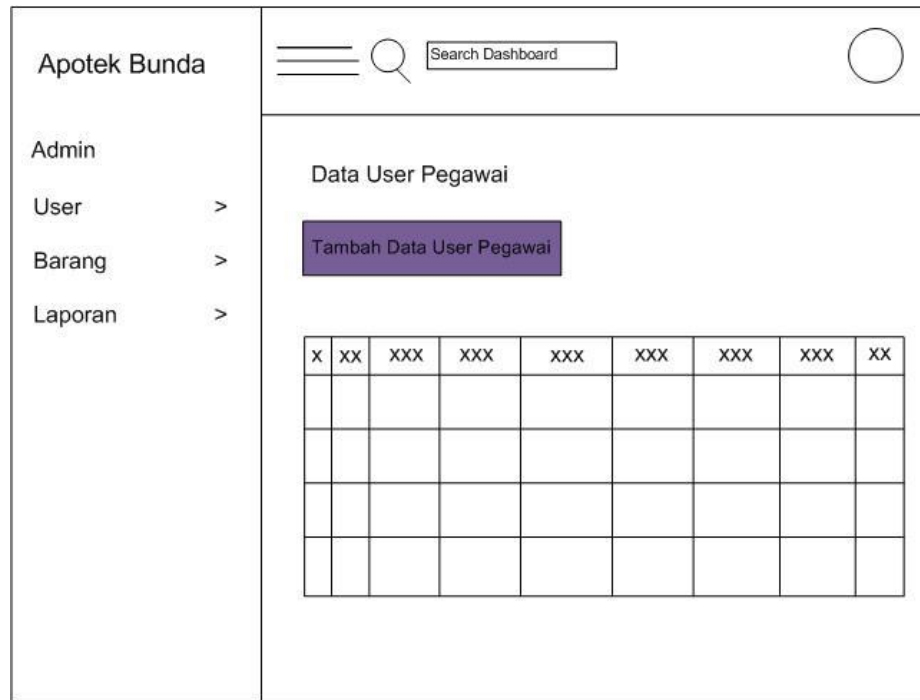 Apotek Bunda
Admin
User >
Barang >
Laporan >
Search Dashboard
Data User Pegawai
Tambah Data User Pegawai
x xx xxx xxx xxx xxx xxx xxx xx